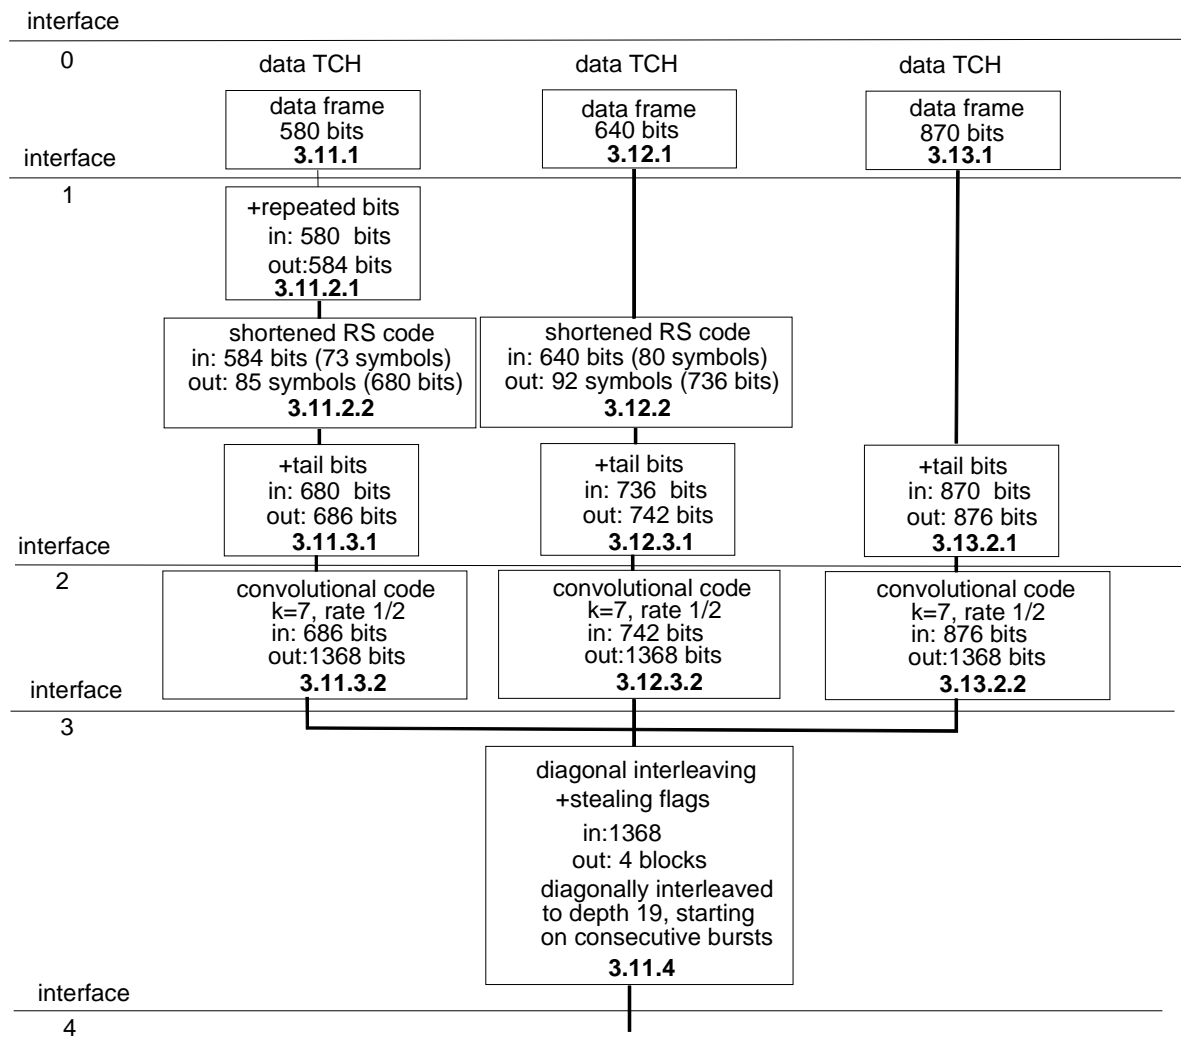 interface
0
data TCH
data TCH
data TCH
data frame
580 bits
3.11.1
data frame
640 bits
3.12.1
data frame
870 bits
3.13.1
interface
1
+repeated bits
in: 580 bits
out:584 bits
3.11.2.1
shortened RS code
in: 584 bits (73 symbols)
out: 85 symbols (680 bits)
3.11.2.2
shortened RS code
in: 640 bits (80 symbols)
out: 92 symbols (736 bits)
3.12.2
+tail bits
in: 680 bits
out: 686 bits
3.11.3.1
+tail bits
in: 736 bits
out: 742 bits
3.12.3.1
+tail bits
in: 870 bits
out: 876 bits
3.13.2.1
interface
2
convolutional code
k=7, rate 1/2
in: 686 bits
out:1368 bits
3.11.3.2
convolutional code
k=7, rate 1/2
in: 742 bits
out:1368 bits
3.12.3.2
convolutional code
k=7, rate 1/2
in: 876 bits
out:1368 bits
3.13.2.2
interface
3
diagonal interleaving
+stealing flags
in:1368
out: 4 blocks
diagonally interleaved
to depth 19, starting
on consecutive bursts
3.11.4
interface
4